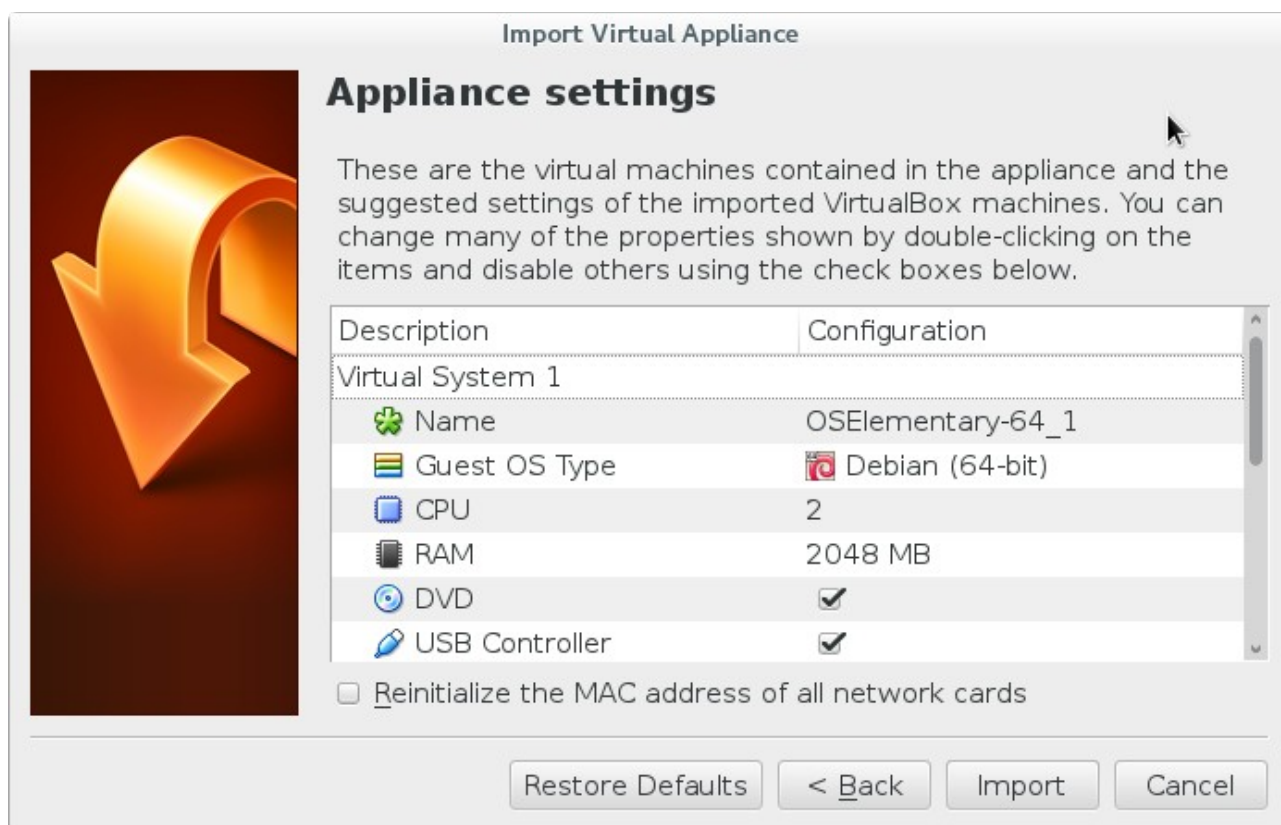 Import Virtual Appliance
Appliance settings
These are the virtual machines contained in the appliance and the
suggested settings of the imported VirtualBox machines. You can
change many of the properties shown by double-clicking on the
items and disable others using the check boxes below.
Description Configuration
Virtual System 1
Name OSElementary-64_1
Guest OS Type Debian (64-bit)
CPU 2
RAM 2048 MB
DVD
USB Controller
Reinitialize the MAC address of all network cards
Restore Defaults < Back Import Cancel